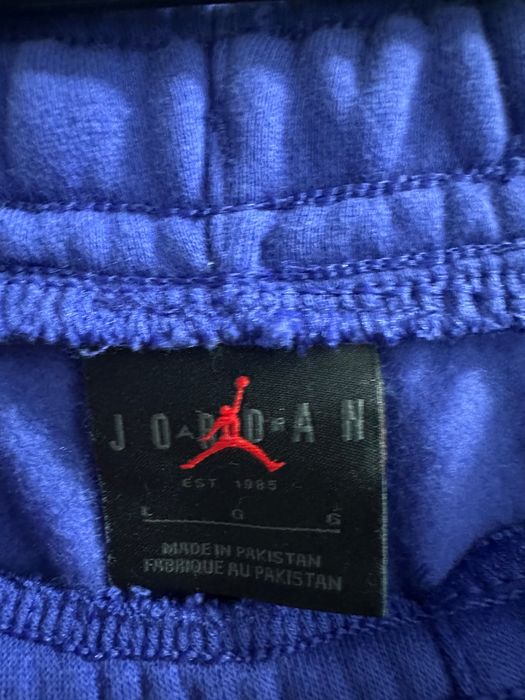 JORDAN
EST 1985
L G G
MADE IN PAKISTAN
FABRIQUE AU PAKISTAN